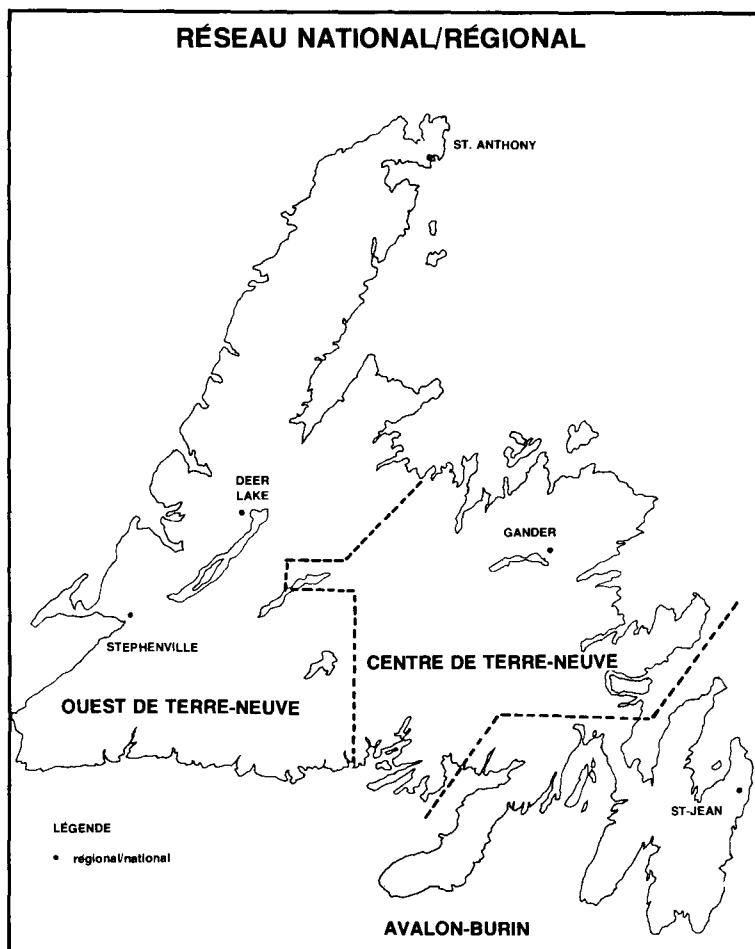 RÉSEAU NATIONAL/RÉGIONAL
ST. ANTHONY
DEER
LAKE
GANDER
STEPHENVILLE
CENTRE DE TERRE-NEUVE
OUEST DE TERRE-NEUVE
ST-JEAN
LÉGENDE
• régional/national
AVALON-BURIN